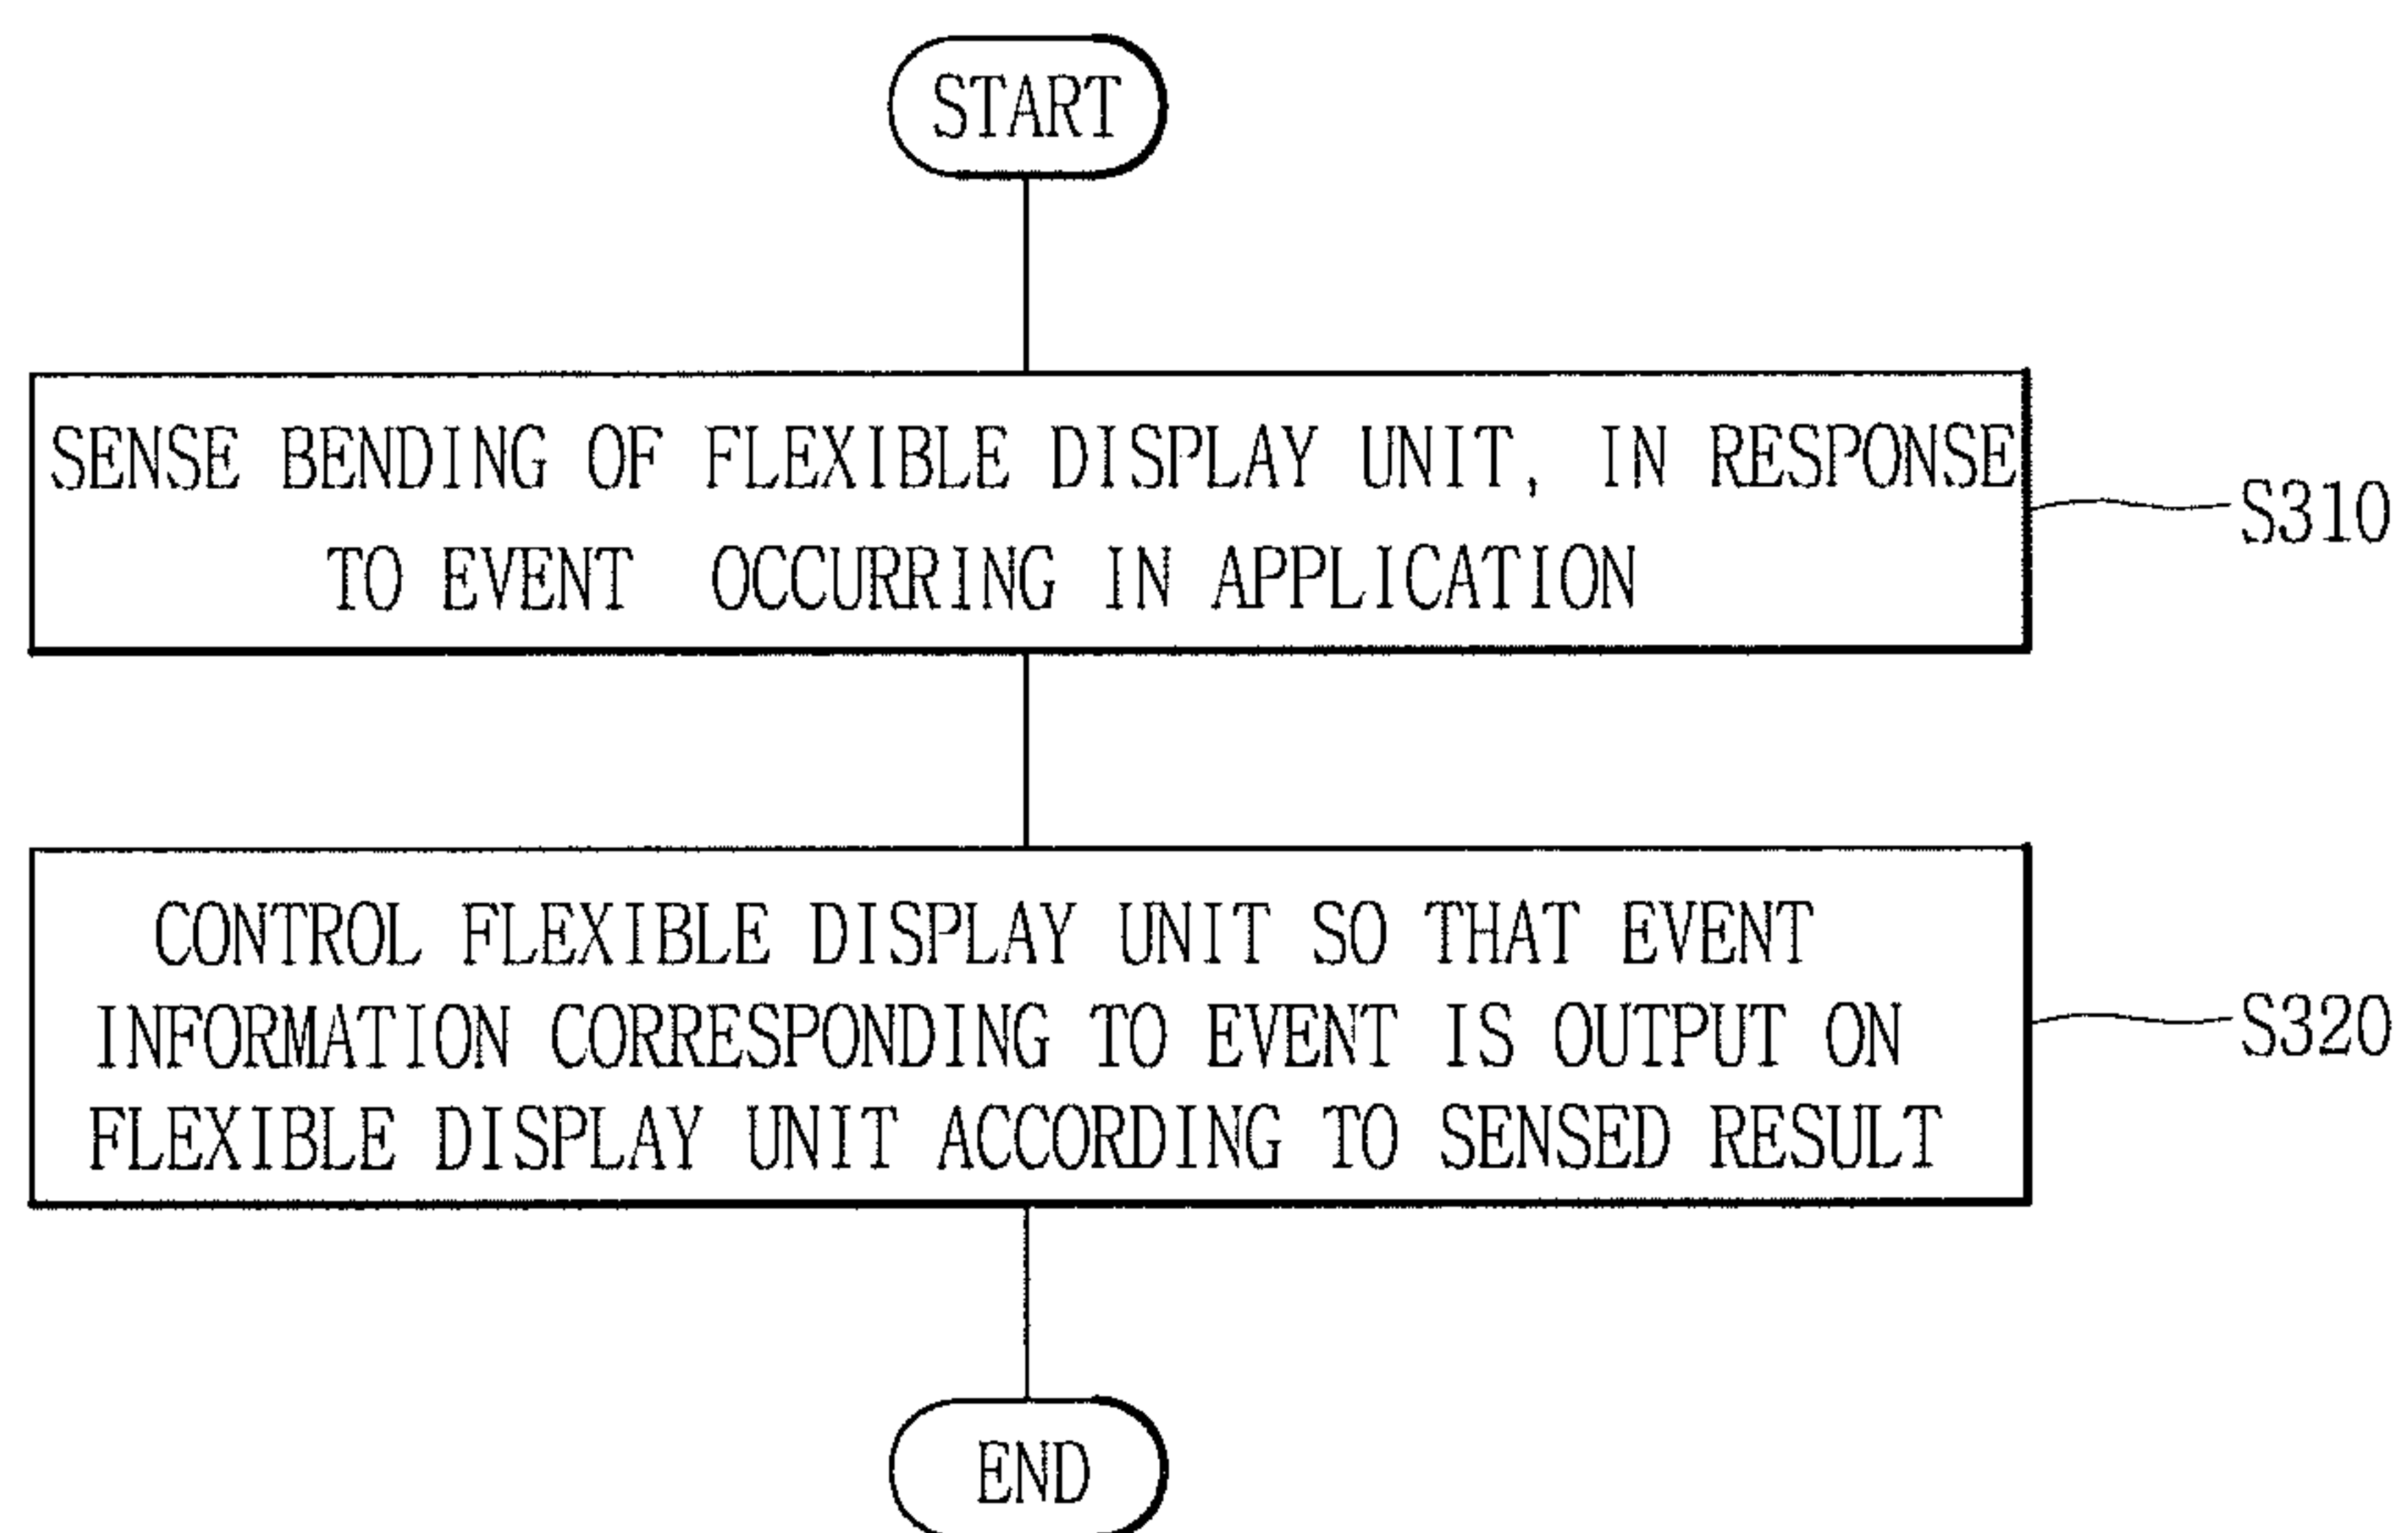 START
SENSE BENDING OF FLEXIBLE DISPLAY UNIT, IN RESPONSE
TO EVENT OCCURRING IN APPLICATION
S310
CONTROL FLEXIBLE DISPLAY UNIT SO THAT EVENT
INFORMATION CORRESPONDING TO EVENT IS OUTPUT ON
FLEXIBLE DISPLAY UNIT ACCORDING TO SENSED RESULT
S320
END